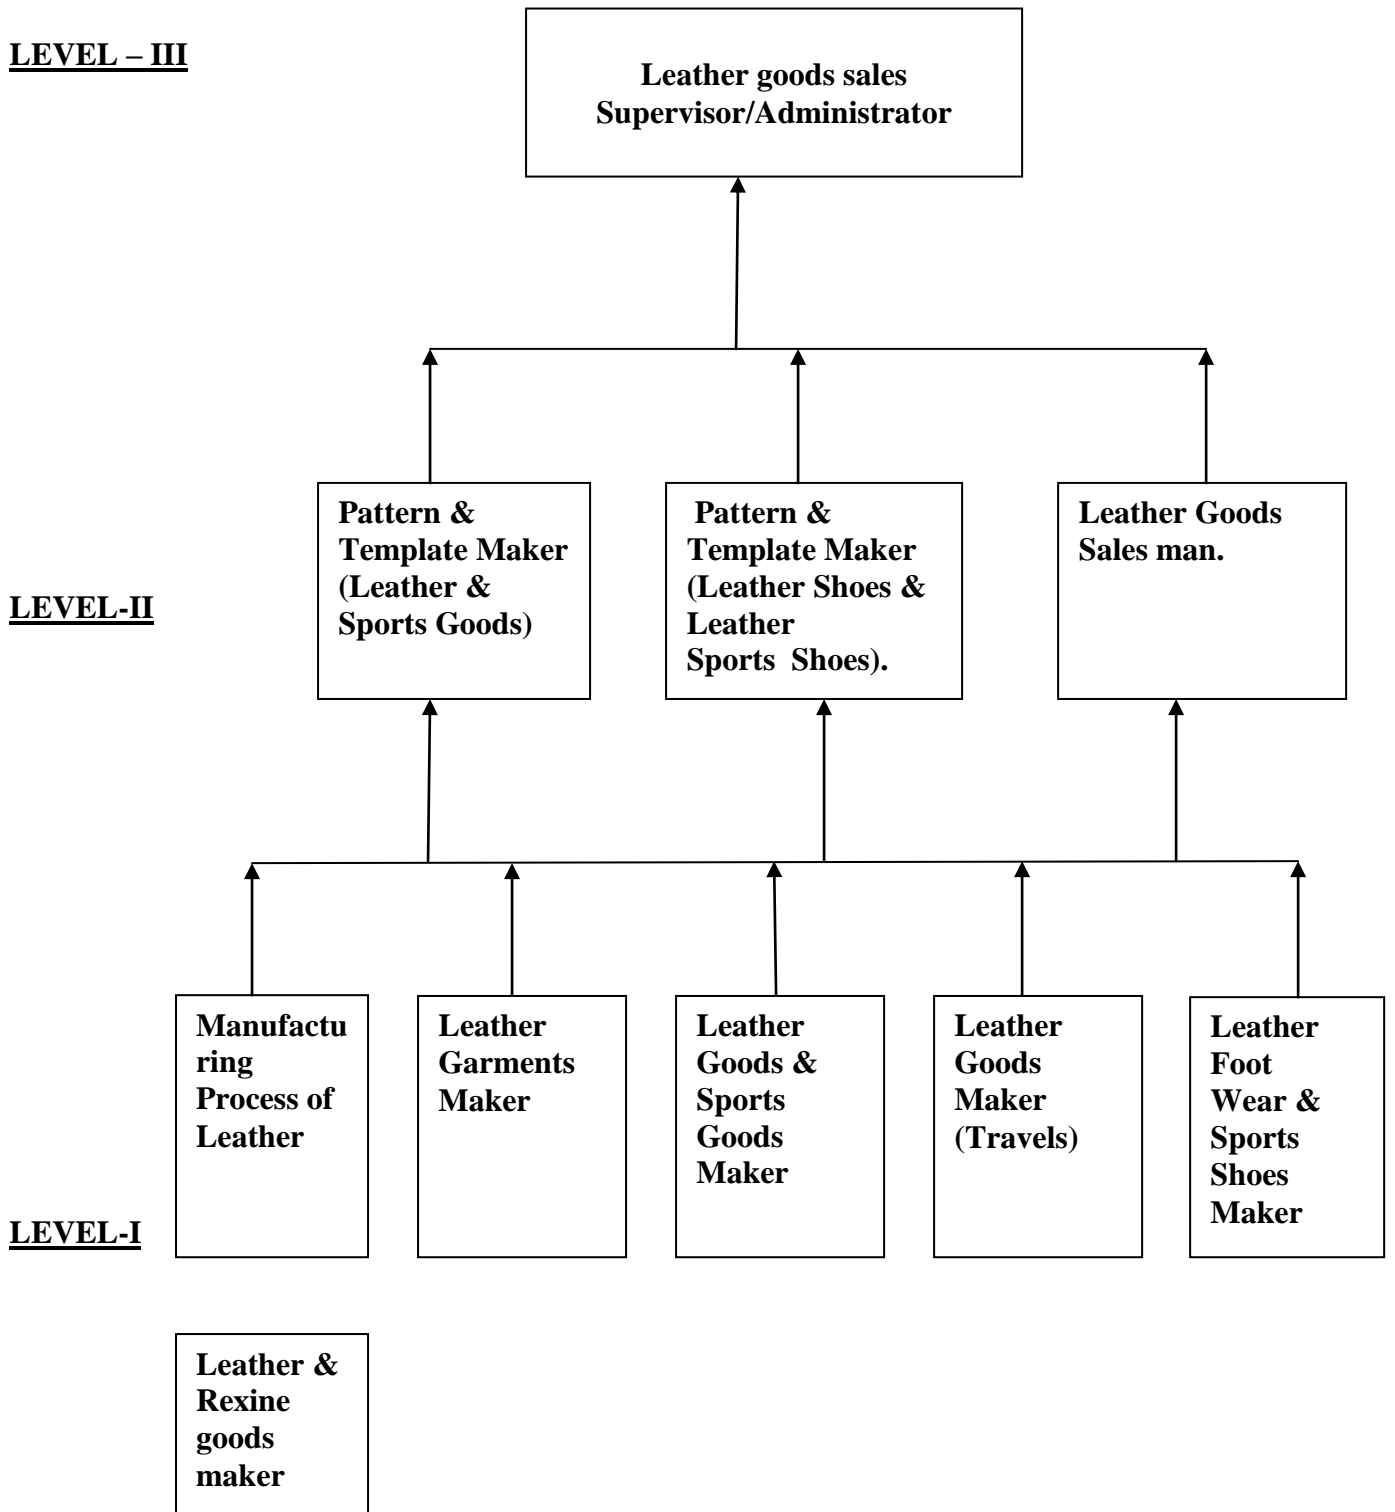 LEVEL – III
Leather goods sales
Supervisor/Administrator
LEVEL-II
Pattern &
Template Maker
(Leather &
Sports Goods)
Pattern &
Template Maker
(Leather Shoes &
Leather
Sports Shoes).
Leather Goods
Sales man.
LEVEL-I
Manufactu
ring
Process of
Leather
Leather
Garments
Maker
Leather
Goods &
Sports
Goods
Maker
Leather
Goods
Maker
(Travels)
Leather
Foot
Wear &
Sports
Shoes
Maker
Leather &
Rexine
goods
maker